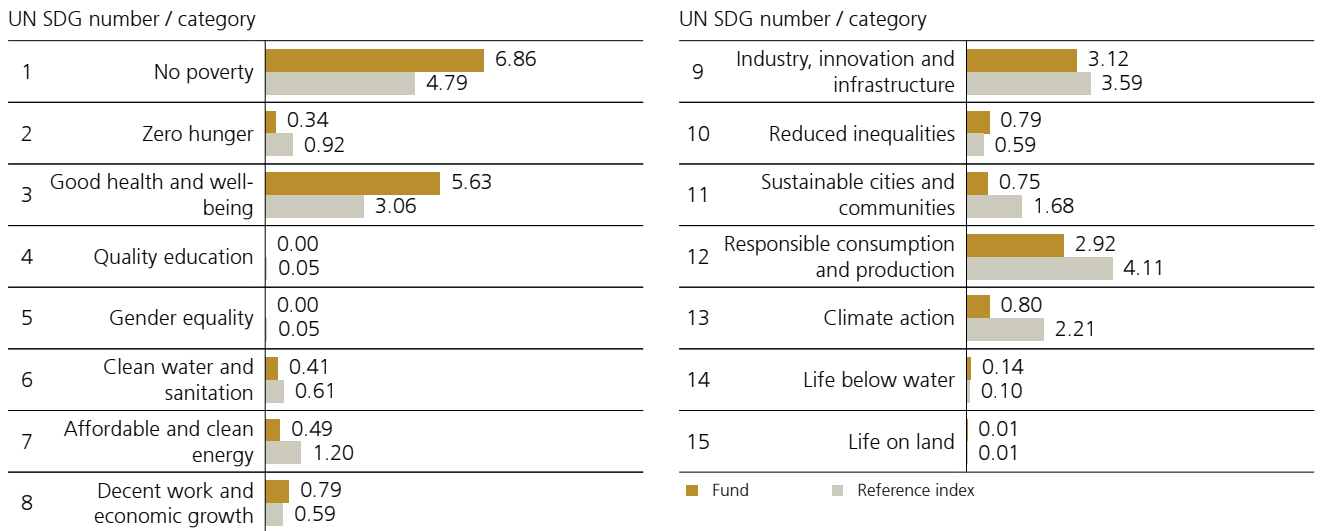 UN SDG number / category
1
No poverty
6.86
4.79
2
Zero hunger
0.34
0.92
3
Good health and well-
being
5.63
3.06
4
Quality education
0.00
0.05
5
Gender equality
0.00
0.05
6
Clean water and
sanitation
0.41
0.61
7
Affordable and clean
energy
0.49
1.20
8
Decent work and
economic growth
0.79
0.59
UN SDG number / category
9
Industry, innovation and
infrastructure
3.12
3.59
10
Reduced inequalities
0.79
0.59
11
Sustainable cities and
communities
0.75
1.68
12
Responsible consumption
and production
2.92
4.11
13
Climate action
0.80
2.21
14
Life below water
0.14
0.10
15
Life on land
0.01
0.01
Fund
Reference index